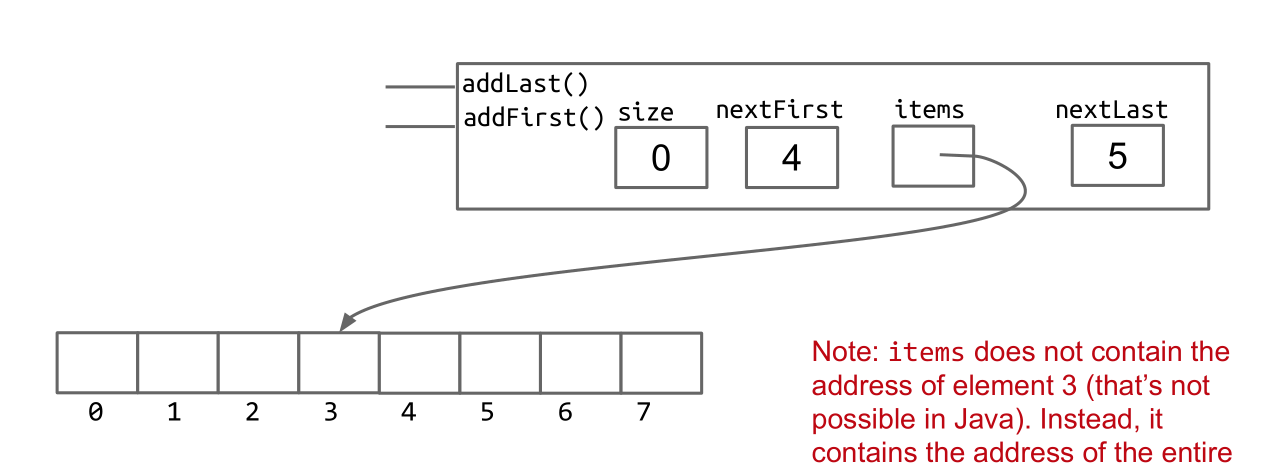 addLast()
addFirst()
size
nextFirst
items
nextLast
0
4
5
0 1 2 3 4 5 6 7
Note: items does not contain the
address of element 3 (that’s not
possible in Java). Instead, it
contains the address of the entire